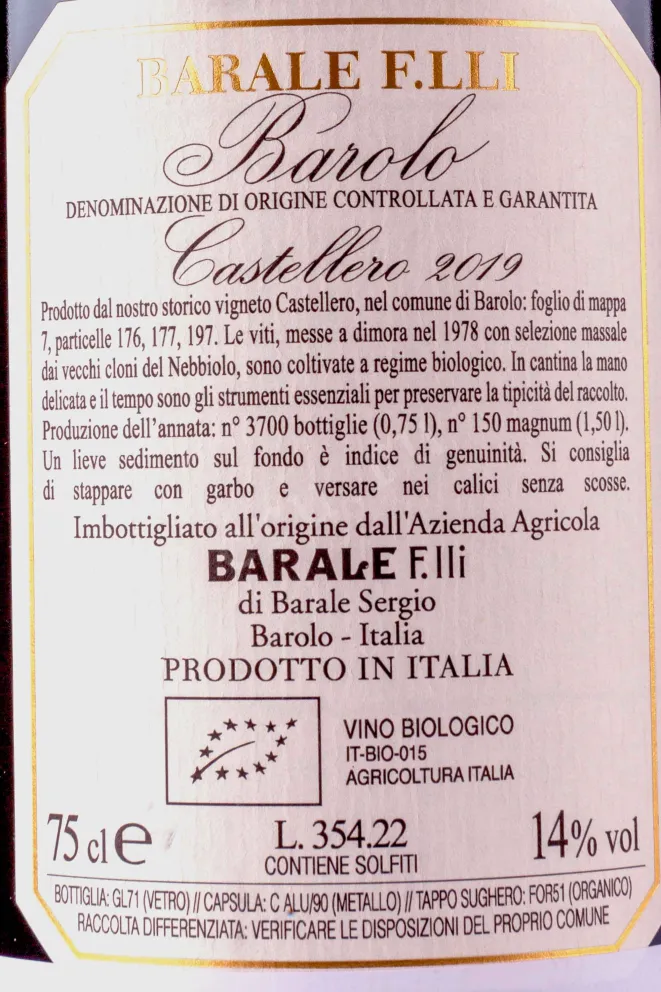 BARALE F.LLI
Barolo
DENOMINAZIONE DI ORIGINE CONTROLLATA E GARANTITA
Castellero 2019
Prodotto dal nostro storico vigneto Castellero, nel comune di Barolo: foglio di mappa
7, particelle 176, 177, 197. Le viti, messe a dimora nel 1978 con selezione massale
dai vecchi cloni del Nebbiolo, sono coltivate a regime biologico. In cantina la mano
delicata e il tempo sono gli strumenti essenziali per preservare la tipicità del raccolto.
Produzione dell'annata: n° 3700 bottiglie (0,75 l), n° 150 magnum (1,50 l).
Un lieve sedimento sul fondo è indice di genuinità. Si consiglia
di stappare con garbo e versare nei calici senza scosse.
Imbottigliato all'origine dall'Azienda Agricola
BARALE F.lli
di Barale Sergio
Barolo - Italia
PRODOTTO IN ITALIA
VINO BIOLOGICO
IT-BIO-015
AGRICOLTURA ITALIA
75 cl e L. 354.22 14% vol
CONTIENE SOLFITI
BOTTIGLIA: GL71 (VETRO) // CAPSULA: C ALU/90 (METALLO) // TAPPO SUGHERO: FOR51 (ORGANICO)
RACCOLTA DIFFERENZIATA: VERIFICARE LE DISPOSIZIONI DEL PROPRIO COMUNE